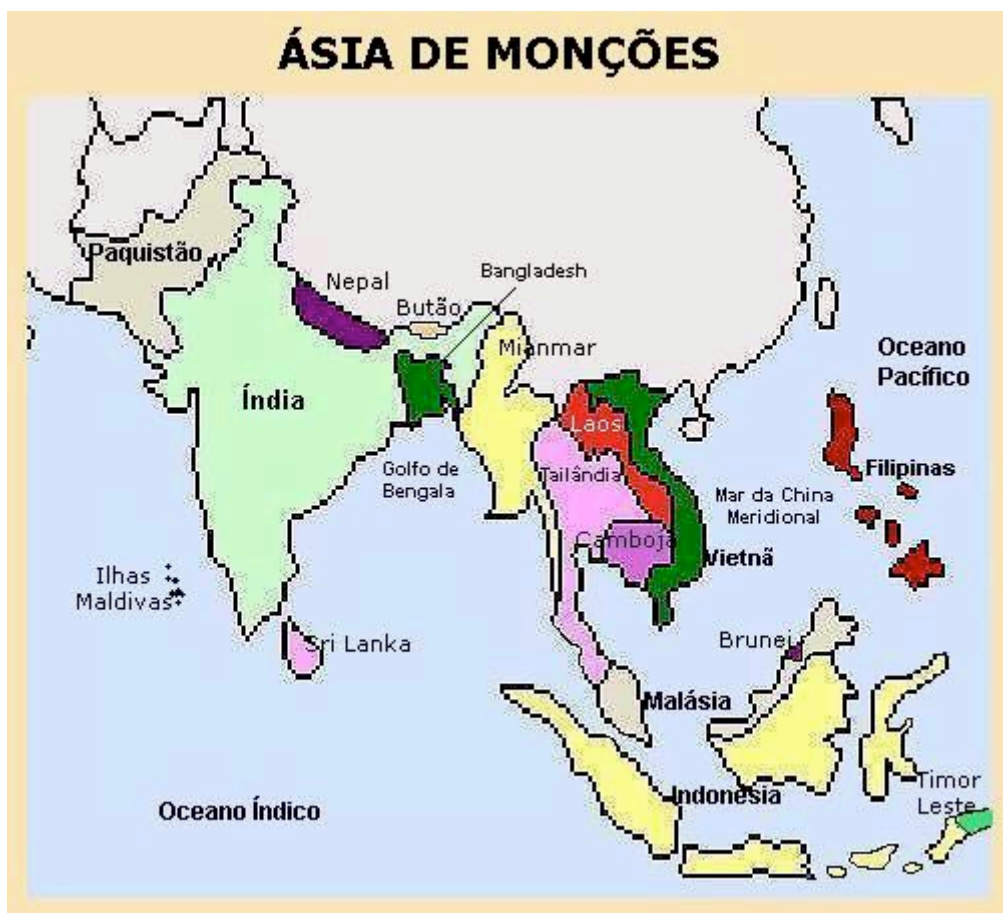 ÁSIA DE MONÇÕES
Paquistão
Nepal
Bangladesh
Butão
Mianmar
Oceano
Pacífico
Índia
Laos
Golfo de
Bengala
Tailândia
Filipinas
Mar da China
Meridional
Camboja
Vietnã
Ilhas
Maldivas
Sri Lanka
Brunei
Malásia
Indonésia
Timor
Leste
Oceano Índico